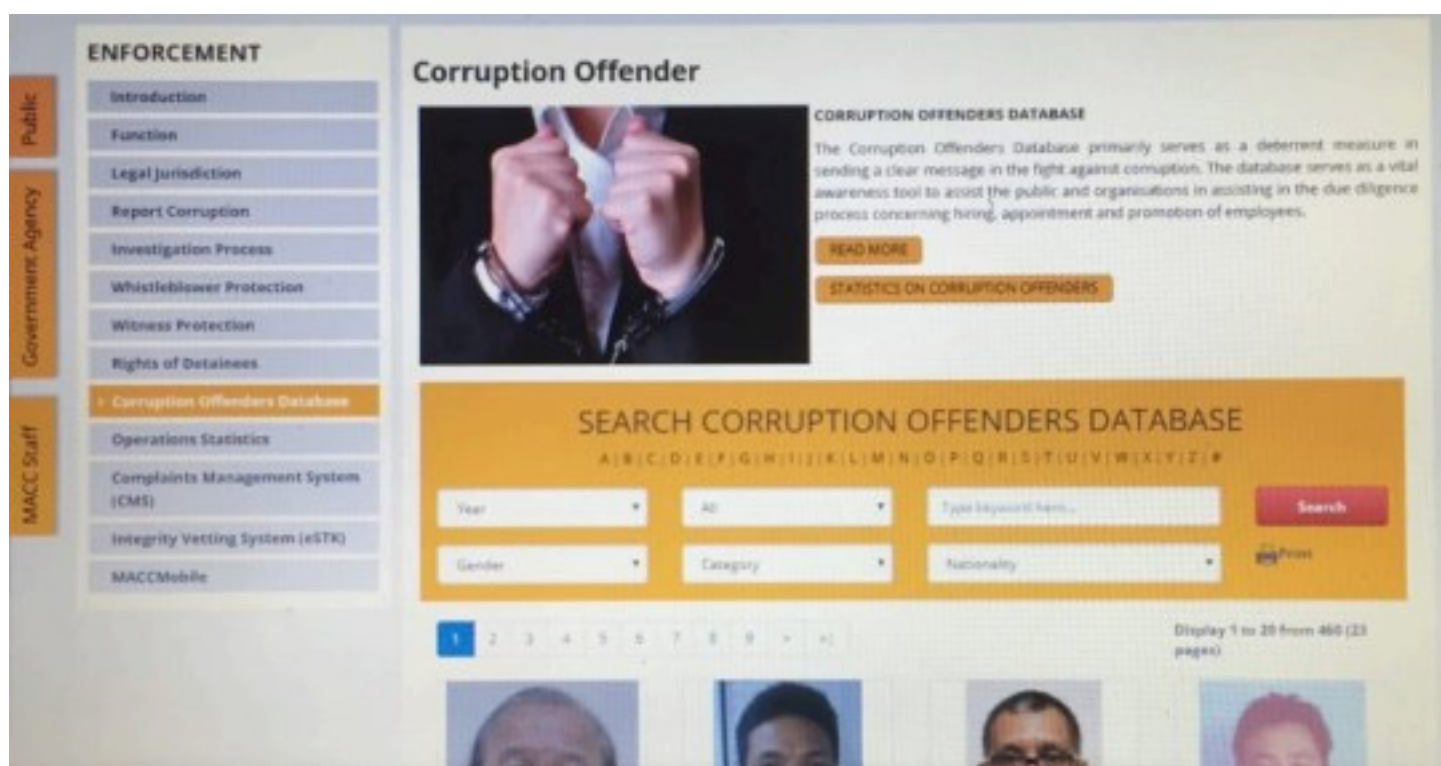 Public
Government Agency
MACC Staff
ENFORCEMENT
Introduction
Function
Legal Jurisdiction
Report Corruption
Investigation Process
Whistleblower Protection
Witness Protection
Rights of Detainees
Corruption Offenders Database
Operations Statistics
Complaints Management System
(CMS)
Integrity Vetting System (eSTK)
MACCMobile
Corruption Offender
CORRUPTION OFFENDERS DATABASE
The Corruption Offenders Database primarily serves as a deterrent measure in
sending a clear message in the fight against corruption. The database serves as a vital
awareness tool to assist the public and organisations in assisting in the due diligence
process concerning hiring, appointment and promotion of employees.
READ MORE
STATISTICS ON CORRUPTION OFFENDERS
SEARCH CORRUPTION OFFENDERS DATABASE
A | B | C | D | E | F | G | H | I | J | K | L | M | N | O | P | Q | R | S | T | U | V | W | X | Y | Z | #
Year All Type keyword here... Search
Gender Category Nationality Print
1 2 3 4 5 6 7 8 9 > >|
Display 1 to 20 from 460 (23
pages)